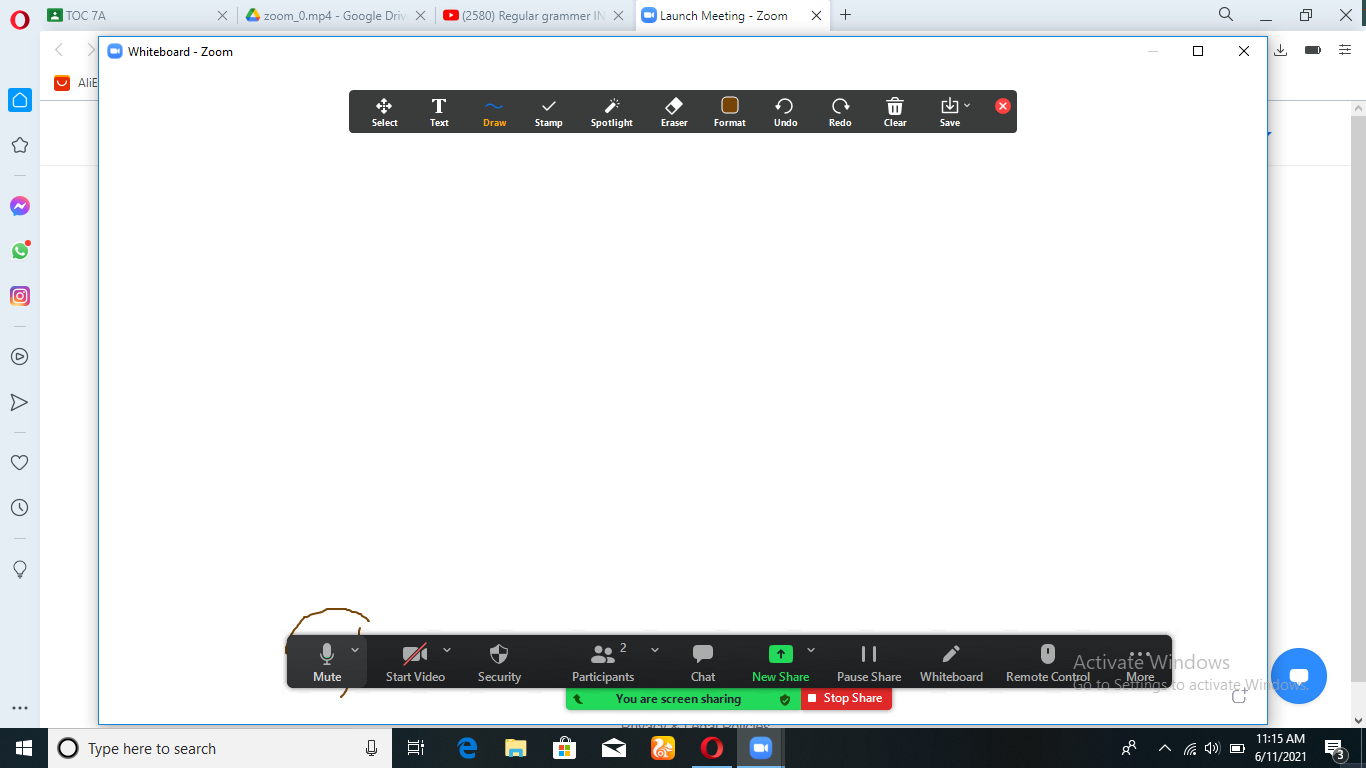 TOC 7A
zoom_0.mp4 - Google Driv
(2580) Regular grammer IN
Launch Meeting - Zoom
Whiteboard - Zoom
AliE
Select
Text
Draw
Stamp
Spotlight
Eraser
Format
Undo
Redo
Clear
Save
Mute
Start Video
Security
2
Participants
Chat
New Share
Pause Share
Whiteboard
Remote Control
More
Activate Windows
Go to Settings to activate Windows.
You are screen sharing
Stop Share
Privacy & Legal Policies
Type here to search
11:15 AM
6/11/2021
3